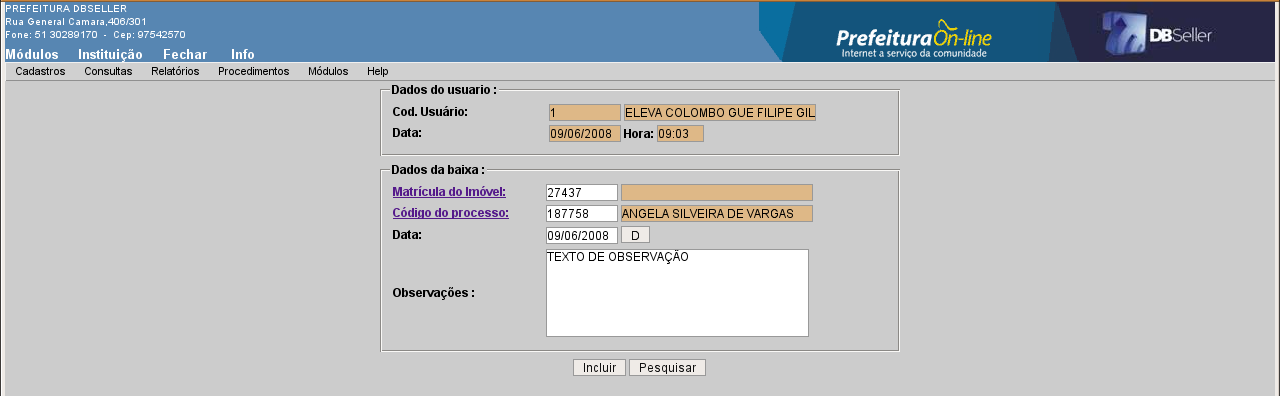 PREFEITURA DBSELLER
Rua General Camara,406/301
Fone: 51 30289170 - Cep: 97542570
Módulos Instituição Fechar Info
Prefeitura On-line
Internet a serviço da comunidade
DBSeller
Cadastros Consultas Relatórios Procedimentos Módulos Help
Dados do usuario :
Cod. Usuário: 1 ELEVA COLOMBO GUE FILIPE GIL
Data: 09/06/2008 Hora: 09:03
Dados da baixa :
Matrícula do Imóvel: 27437
Código do processo: 187758 ANGELA SILVEIRA DE VARGAS
Data: 09/06/2008 D
TEXTO DE OBSERVAÇÃO
Observações :
Incluir Pesquisar